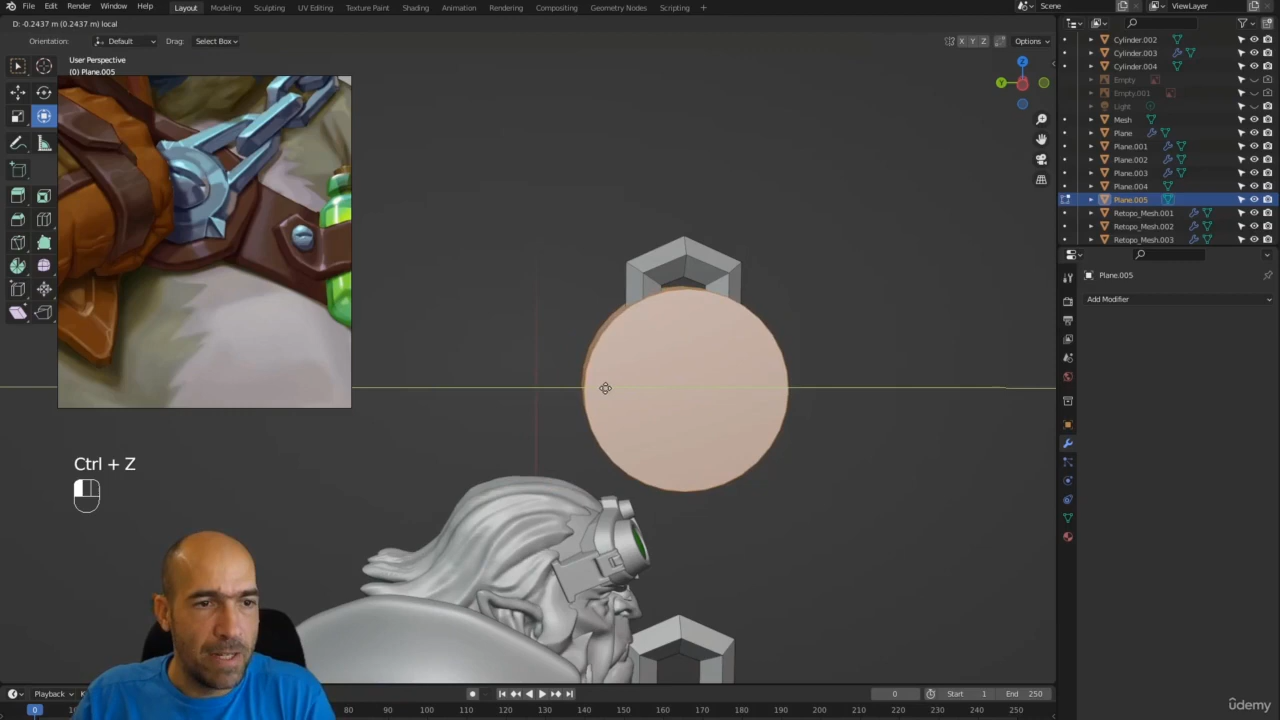 File Edit Render Window Help Layout Modeling Sculpting UV Editing Texture Paint Shading Animation Rendering Compositing Geometry Nodes Scripting Scene ViewLayer
D: -0.2437 m (0.2437 m) local
Orientation: Default Drag: Select Box X Y Z Options
User Perspective
(0) Plane.005
Z
Y
Cylinder.002
Cylinder.003
Cylinder.004
Empty
Empty.001
Light
Mesh
Plane
Plane.001
Plane.002
Plane.003
Plane.004
Plane.005
Retopo_Mesh.001
Retopo_Mesh.002
Retopo_Mesh.003
Plane.005
Add Modifier
Ctrl + Z
Playback 0 Start 1 End 250
0 80 90 100 110 120 130 140 150 160 170 180 190 200 210 220 230 240 250
ûdemy